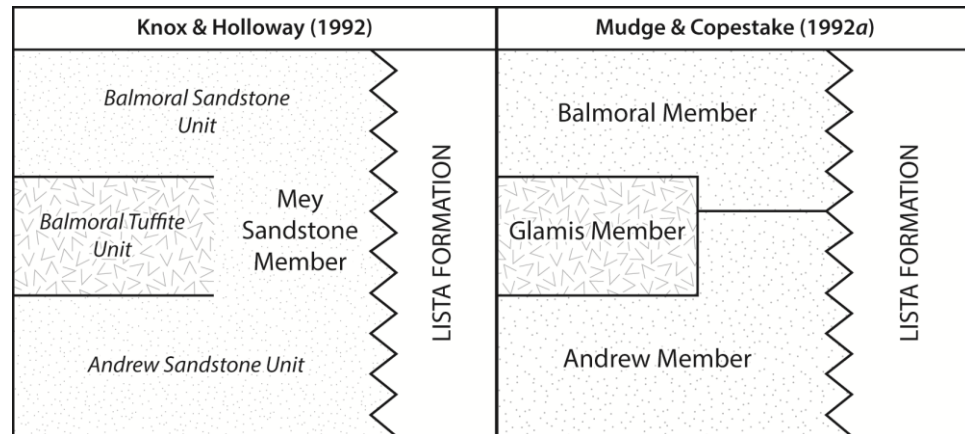 Knox & Holloway (1992)
Balmoral Sandstone
Unit
Balmoral Tuffite
Unit
Mey
Sandstone
Member
Andrew Sandstone Unit
LISTA FORMATION
Mudge & Copestake (1992a)
Balmoral Member
Glamis Member
Andrew Member
LISTA FORMATION